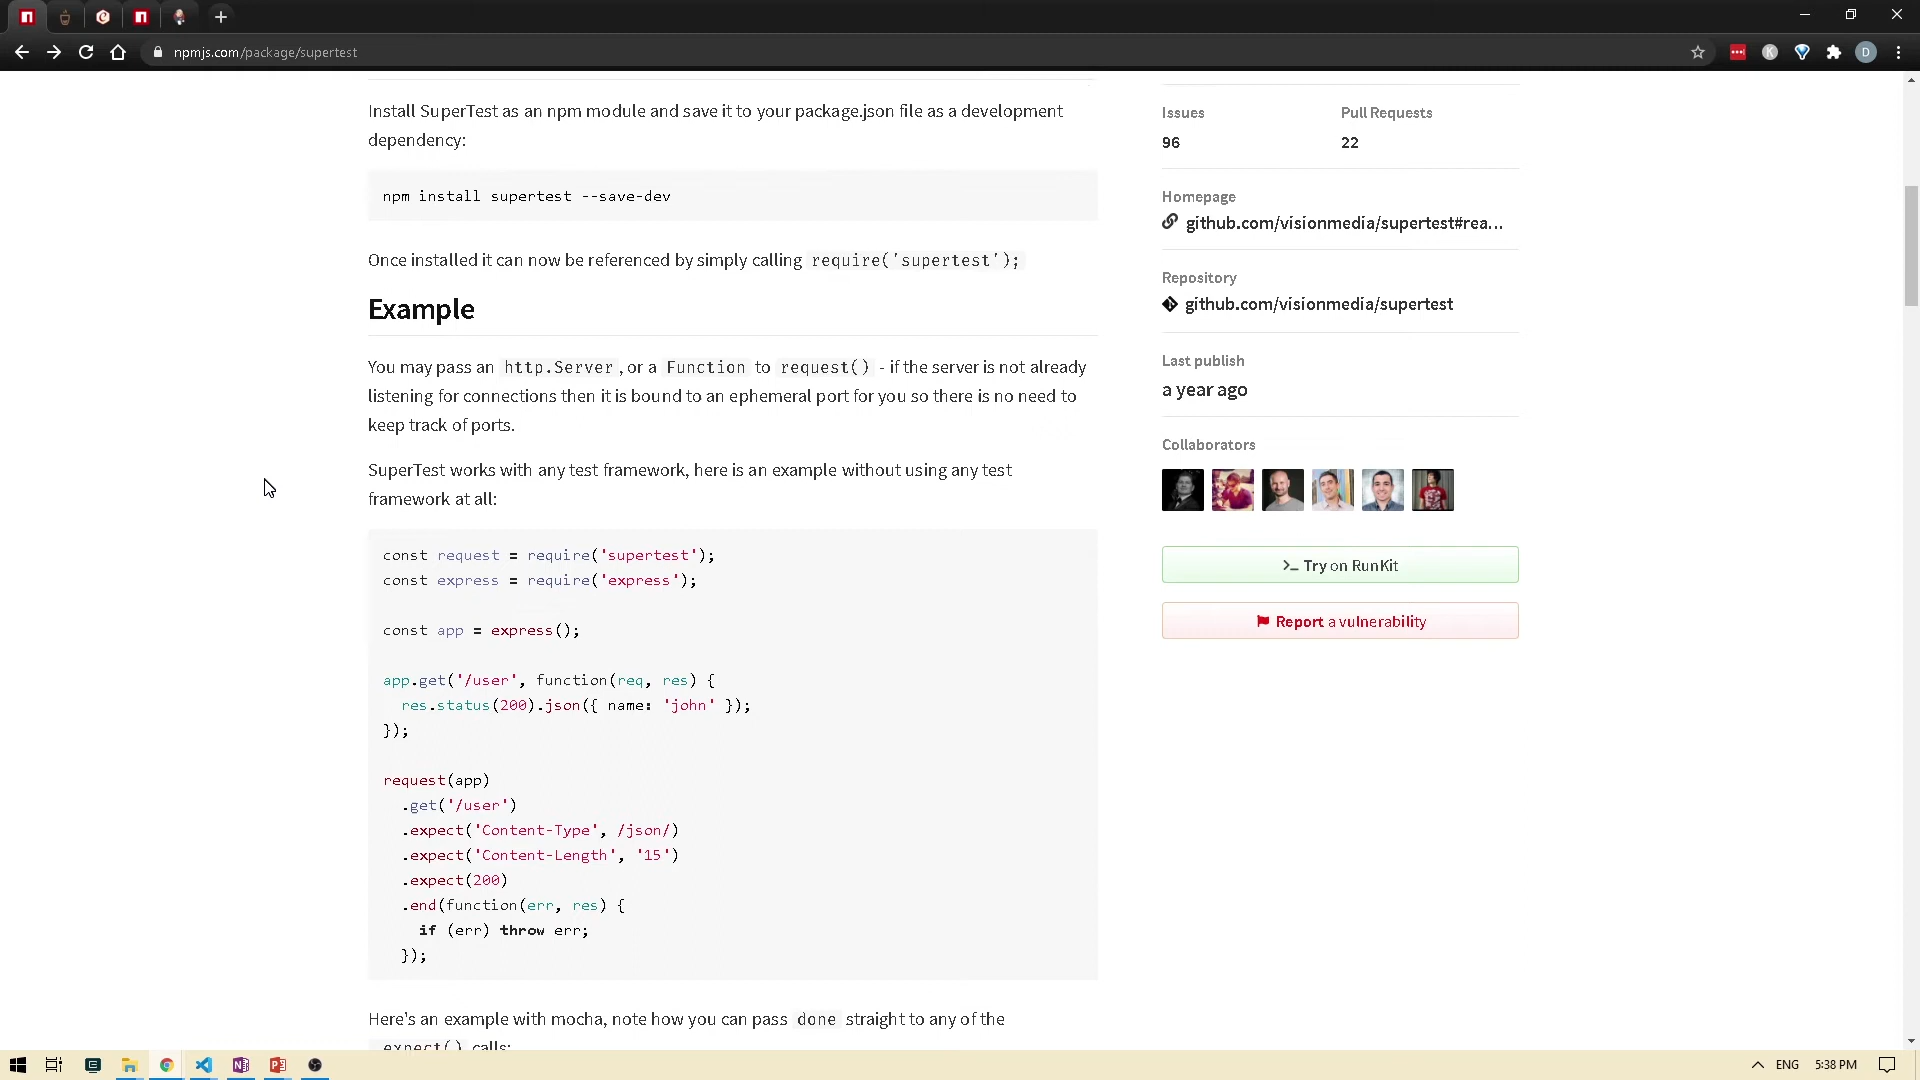 npmjs.com/package/supertest
Install SuperTest as an npm module and save it to your package.json file as a development
dependency:
npm install supertest --save-dev
Once installed it can now be referenced by simply calling require('supertest');
Example
You may pass an http.Server, or a Function to request() - if the server is not already
listening for connections then it is bound to an ephemeral port for you so there is no need to
keep track of ports.
SuperTest works with any test framework, here is an example without using any test
framework at all:
const request = require('supertest');
const express = require('express');
const app = express();
app.get('/user', function(req, res) {
  res.status(200).json({ name: 'john' });
});
request(app)
  .get('/user')
  .expect('Content-Type', /json/)
  .expect('Content-Length', '15')
  .expect(200)
  .end(function(err, res) {
    if (err) throw err;
  });
Here's an example with mocha, note how you can pass done straight to any of the
expect() calls:
Issues
96
Pull Requests
22
Homepage
github.com/visionmedia/supertest#rea...
Repository
github.com/visionmedia/supertest
Last publish
a year ago
Collaborators
>_ Try on RunKit
Report a vulnerability
K
D
ENG
5:38 PM